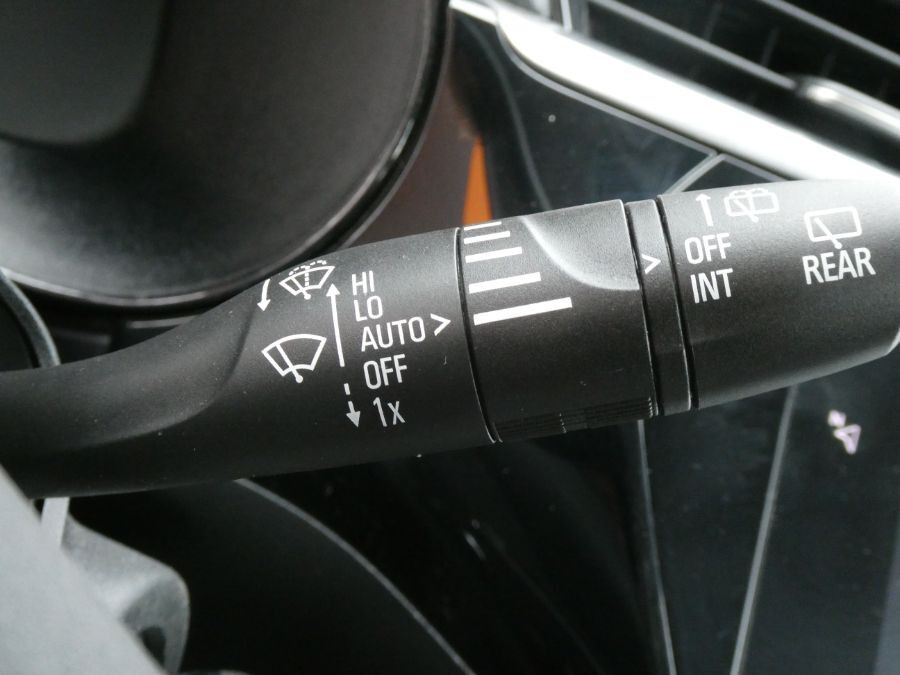 HI
LO
AUTO >
OFF
1x
>
OFF
INT
REAR